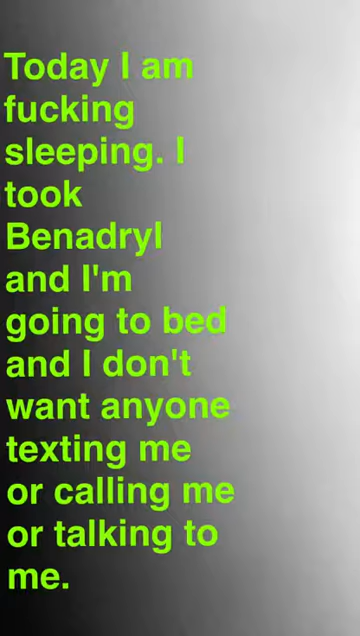 Today I am
fucking
sleeping. I
took
Benadryl
and I'm
going to bed
and I don't
want anyone
texting me
or calling me
or talking to
me.